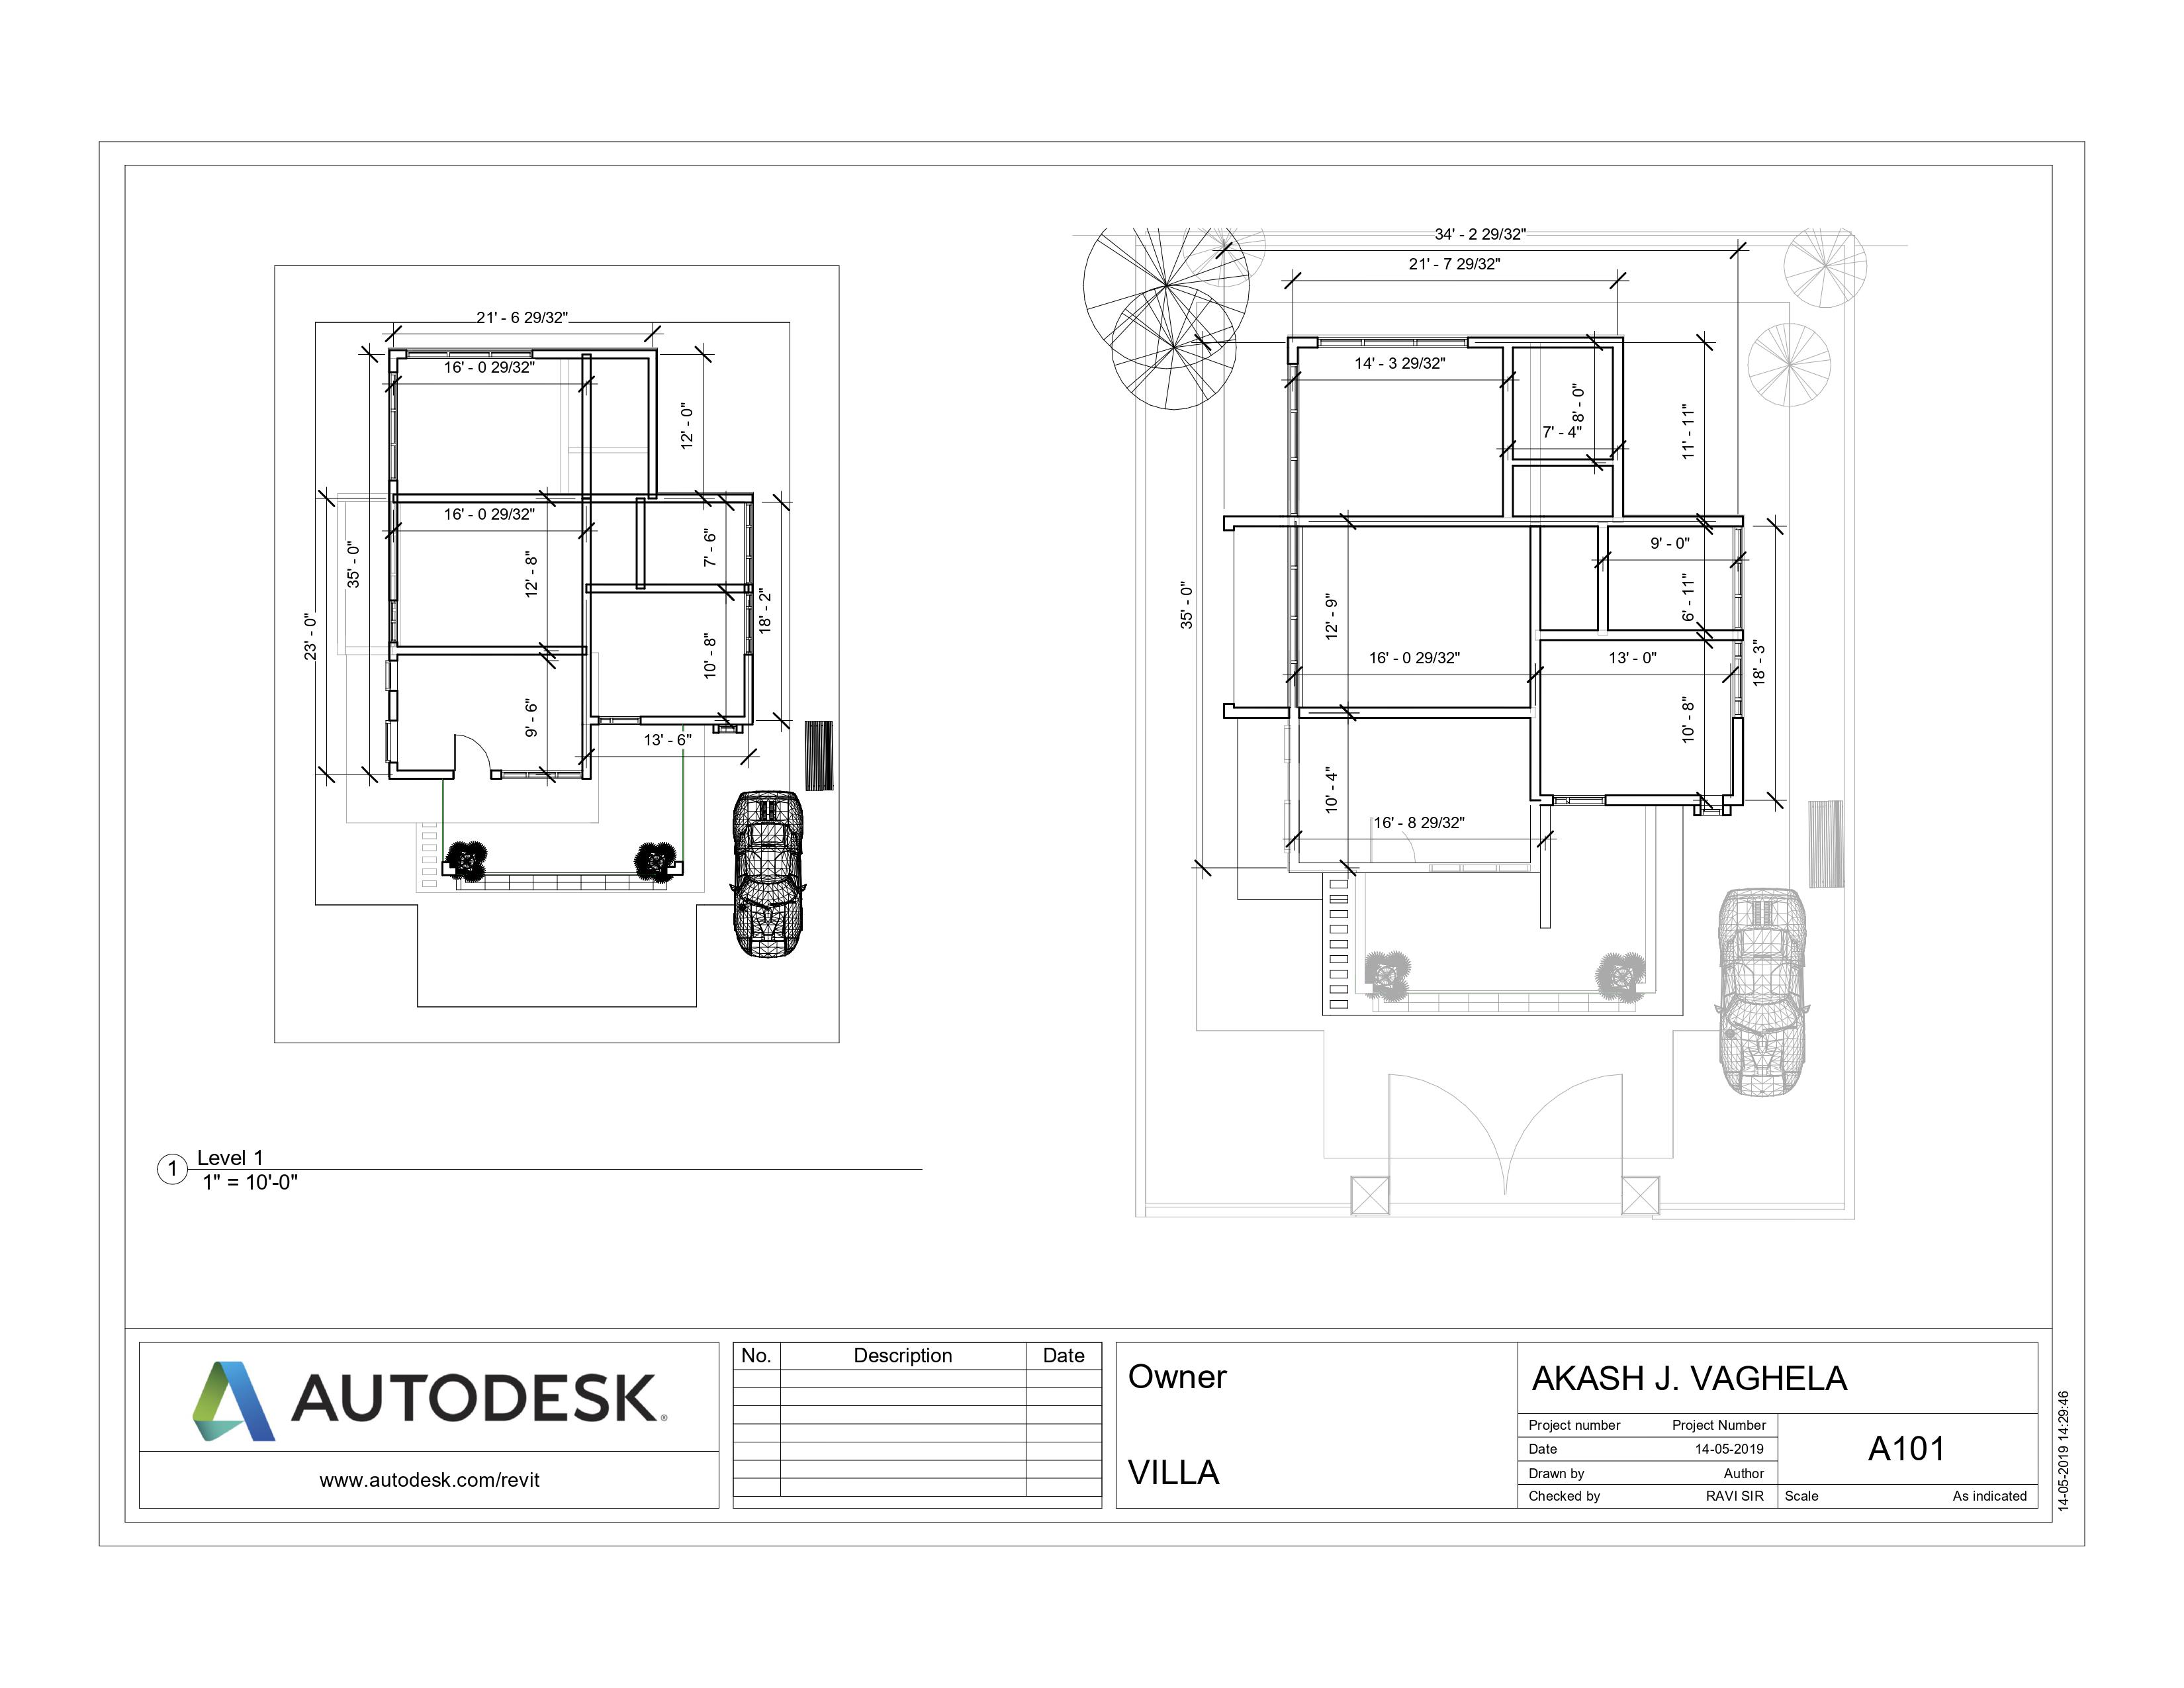 21' - 6 29/32"
16' - 0 29/32"
12' - 0"
16' - 0 29/32"
7' - 6"
35' - 0"
12' - 8"
23' - 0"
18' - 2"
10' - 8"
9' - 6"
13' - 6"
34' - 2 29/32"
21' - 7 29/32"
14' - 3 29/32"
8' - 0"
7' - 4"
11' - 11"
9' - 0"
6' - 11"
35' - 0"
12' - 9"
16' - 0 29/32"
13' - 0"
18' - 3"
10' - 8"
10' - 4"
16' - 8 29/32"
1 Level 1
1" = 10'-0"
AUTODESK®
www.autodesk.com/revit
No. Description Date
Owner
VILLA
AKASH J. VAGHELA
Project number Project Number
Date 14-05-2019
Drawn by Author
Checked by RAVI SIR
A101
Scale As indicated
14-05-2019 14:29:46